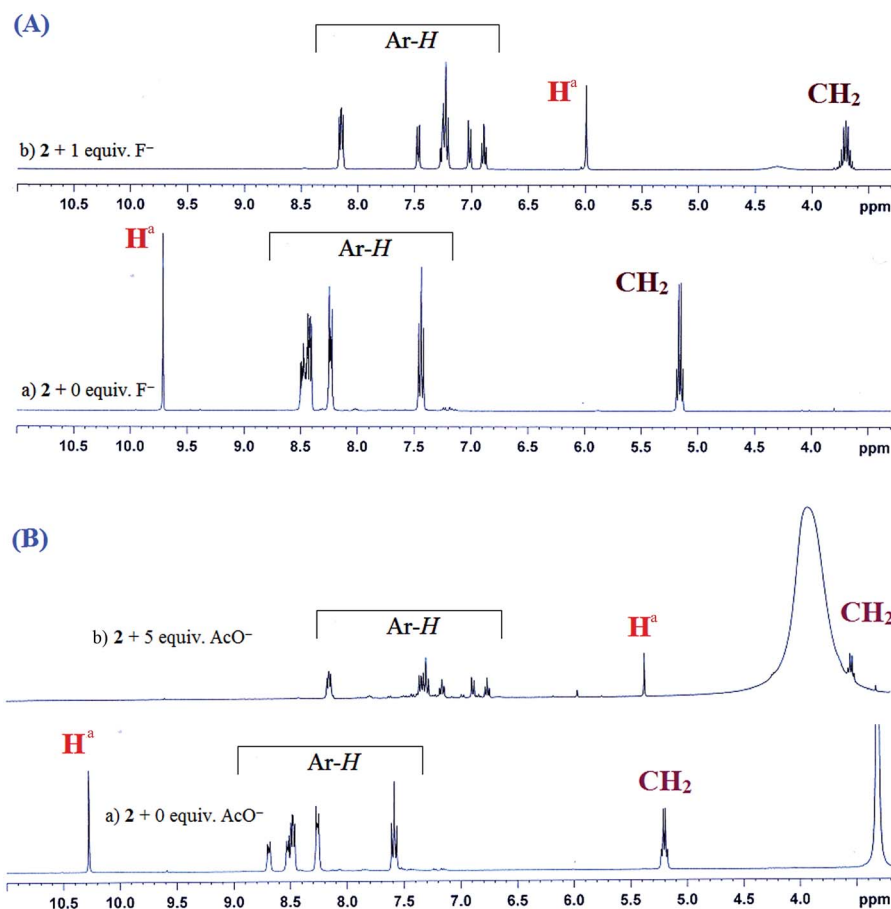 (A)
Ar-H
Hᵃ
CH₂
b) 2 + 1 equiv. F⁻
10.5 10.0 9.5 9.0 8.5 8.0 7.5 7.0 6.5 6.0 5.5 5.0 4.5 4.0 ppm
Hᵃ
Ar-H
CH₂
a) 2 + 0 equiv. F⁻
10.5 10.0 9.5 9.0 8.5 8.0 7.5 7.0 6.5 6.0 5.5 5.0 4.5 4.0 ppm
(B)
b) 2 + 5 equiv. AcO⁻
Ar-H
Hᵃ
CH₂
Hᵃ
Ar-H
CH₂
a) 2 + 0 equiv. AcO⁻
10.5 10.0 9.5 9.0 8.5 8.0 7.5 7.0 6.5 6.0 5.5 5.0 4.5 4.0 ppm